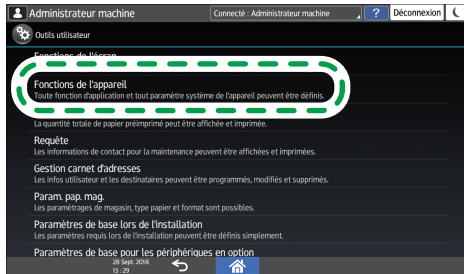 Administrateur machine
Connecté : Administrateur machine
?
Déconnexion
Outils utilisateur
Fonctions de l'écran
Fonctions de l'appareil
Toute fonction d'application et tout paramètre système de l'appareil peuvent être définis.
La quantité totale de papier préimprimé peut être affichée et imprimée.
Requête
Les informations de contact pour la maintenance peuvent être affichées et imprimées.
Gestion carnet d'adresses
Les infos utilisateur et les destinataires peuvent être programmés, modifiés et supprimés.
Param. pap. mag.
Les paramétrages de magasin, type papier et format sont possibles.
Paramètres de base lors de l'installation
Les paramètres requis lors de l'installation peuvent être définis simplement.
Paramètres de base pour les périphériques en option
28 Sept. 2018
15 : 29